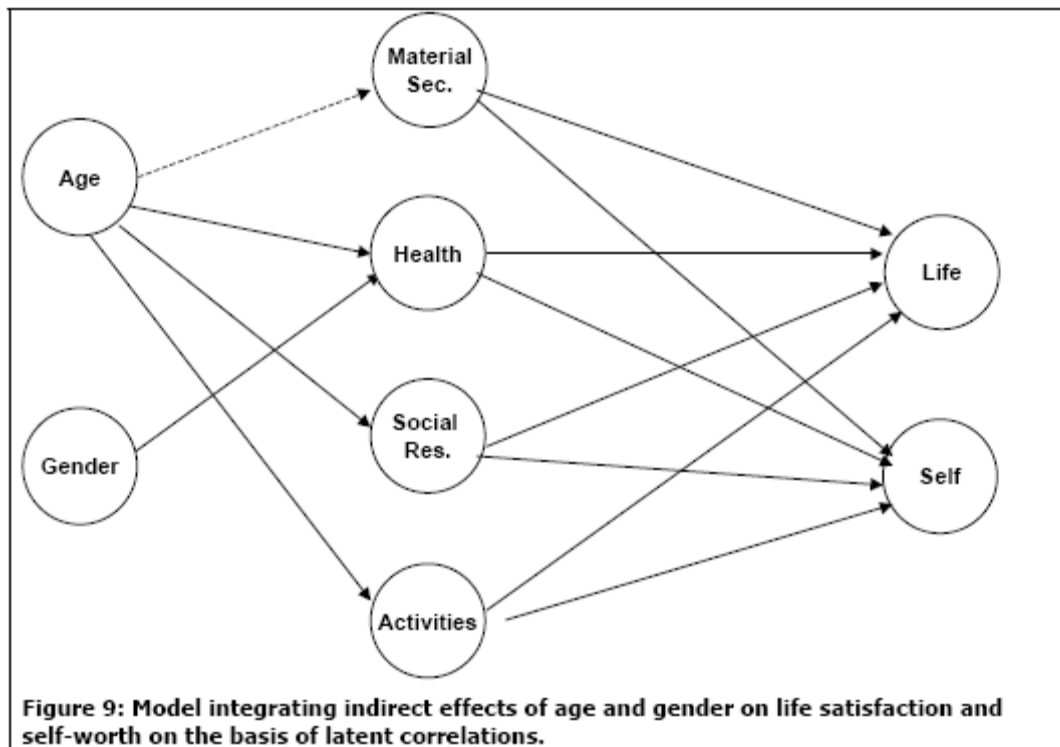 Material
Sec.
Age
Health
Life
Social
Res.
Gender
Self
Activities
Figure 9: Model integrating indirect effects of age and gender on life satisfaction and
self-worth on the basis of latent correlations.